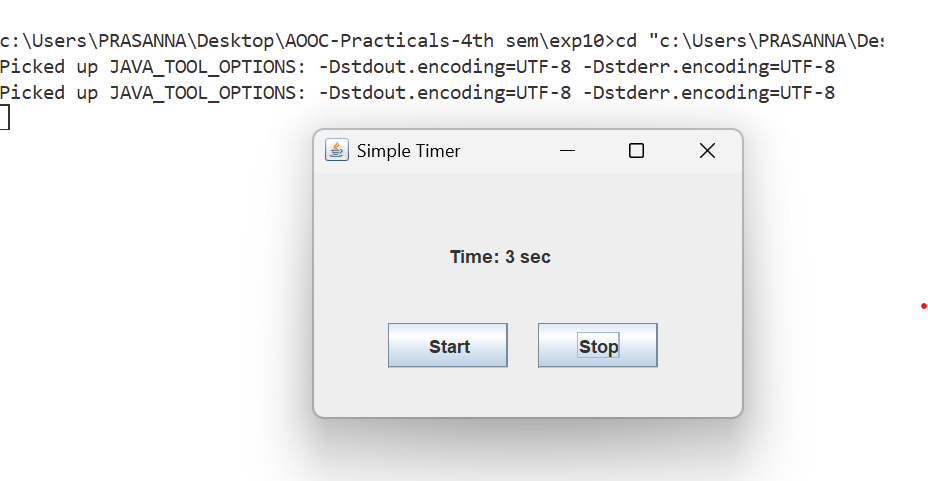 c:\Users\PRASANNA\Desktop\AOOC-Practicals-4th sem\exp10>cd "c:\Users\PRASANNA\Des
Picked up JAVA_TOOL_OPTIONS: -Dstdout.encoding=UTF-8 -Dstderr.encoding=UTF-8
Picked up JAVA_TOOL_OPTIONS: -Dstdout.encoding=UTF-8 -Dstderr.encoding=UTF-8
Simple Timer
Time: 3 sec
Start Stop